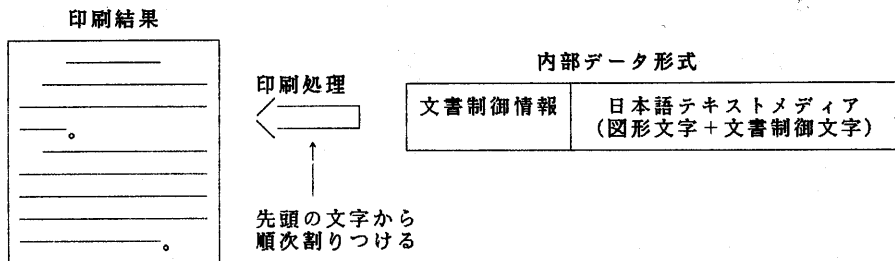 印刷結果
印刷処理
先頭の文字から
順次割りつける
内部データ形式
文書制御情報
日本語テキストメディア
(図形文字+文書制御文字)